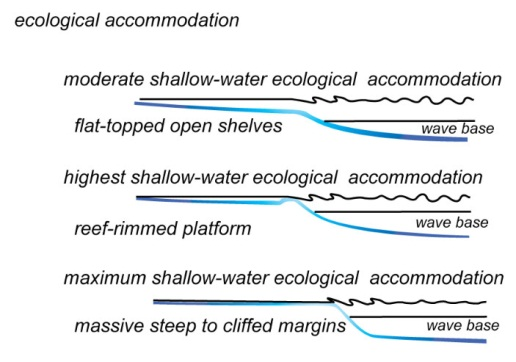 ecological accommodation
moderate shallow-water ecological accommodation
flat-topped open shelves
wave base
highest shallow-water ecological accommodation
wave base
reef-rimmed platform
maximum shallow-water ecological accommodation
massive steep to cliffed margins
wave base